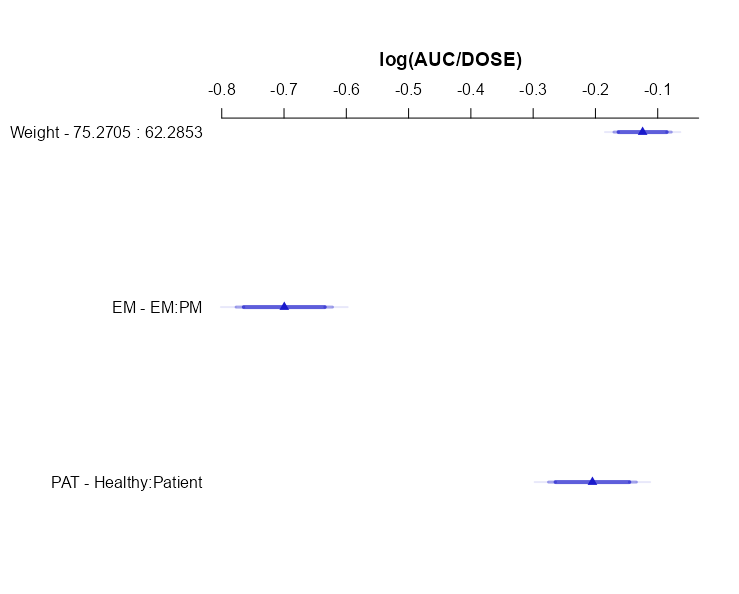 log(AUC/DOSE)
-0.8 -0.7 -0.6 -0.5 -0.4 -0.3 -0.2 -0.1
Weight - 75.2705 : 62.2853
EM - EM:PM
PAT - Healthy:Patient